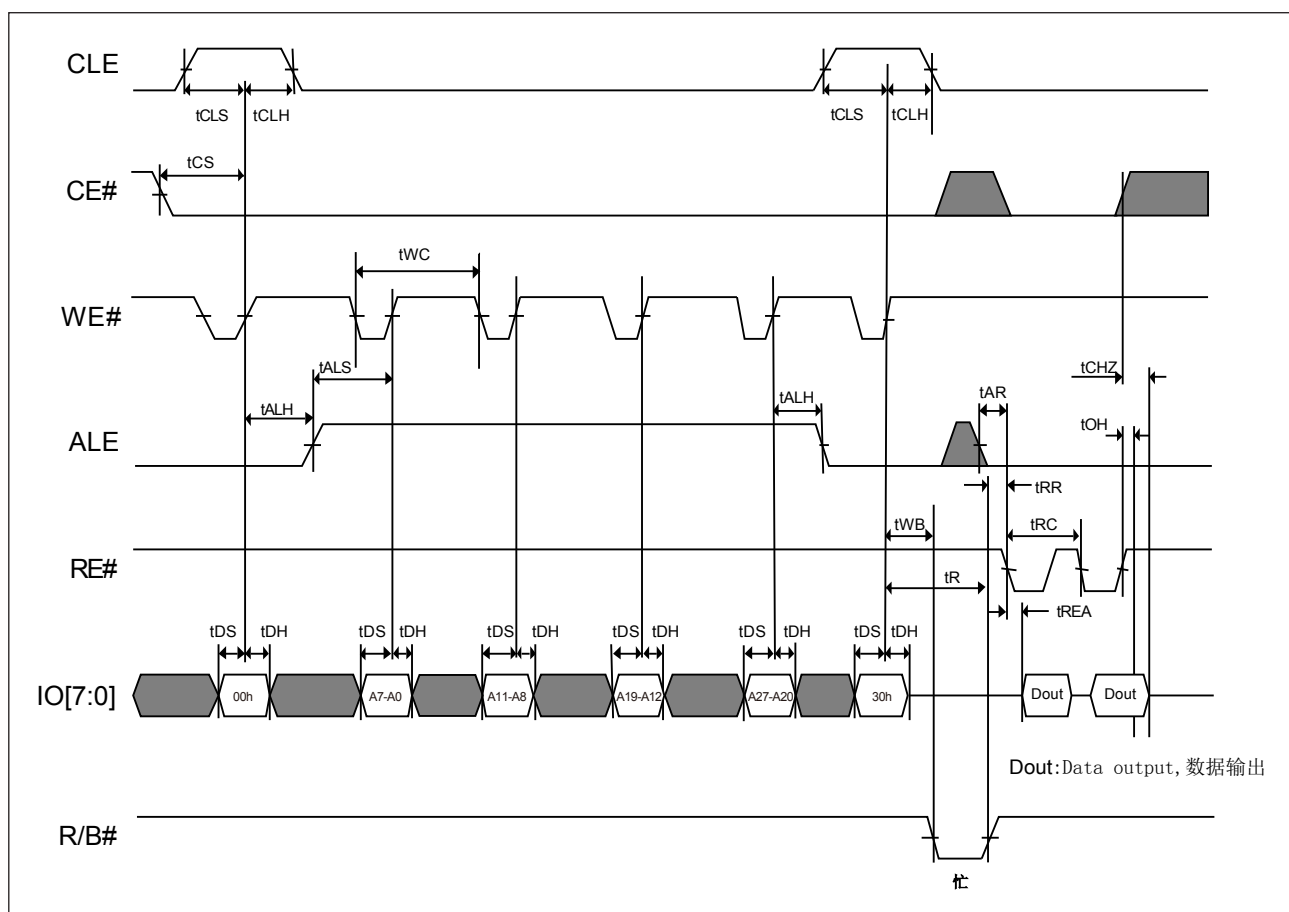 CLE
tCLS tCLH
tCLS tCLH
CE#
tCS
WE#
tWC
tALS
tCHZ
tALH
tALH
tAR
ALE
tOH
tRR
tWB
tRC
RE#
tR
tREA
tDS tDH
tDS tDH
tDS tDH
tDS tDH
tDS tDH
tDS tDH
IO[7:0]
00h
A7-A0
A11-A8
A19-A12
A27-A20
30h
Dout
Dout
Dout:Data output,数据输出
R/B#
忙